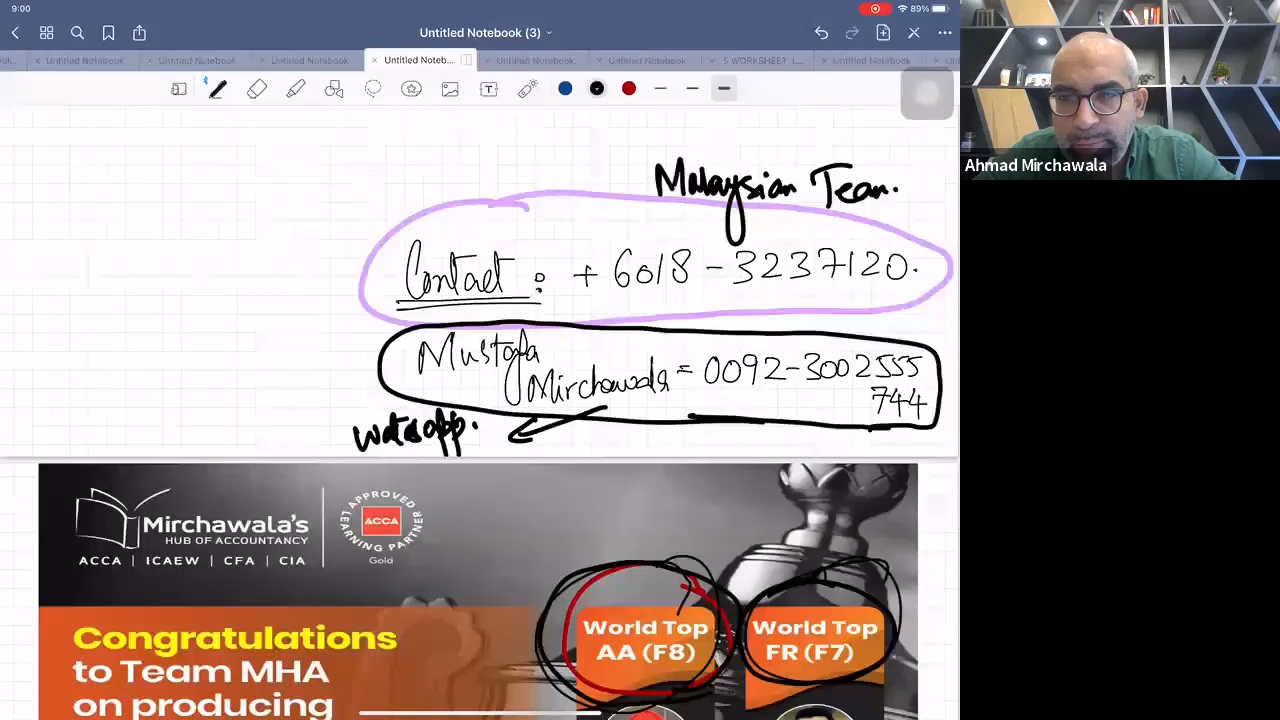 9:00
89%
Untitled Notebook (3)
Untitled Notebook
Untitled Notebook
Untitled Notebook
Untitled Noteb...
Untitled Notebook
Untitled Notebook
5 WORKSHEET
Untitled Notebook
T
Ahmad Mirchawala
Malaysian Team.
Contact : + 6018 - 3237120.
Mustafa
Mirchawala = 0092-3002555
744
watsapp.
Mirchawala's
HUB OF ACCOUNTANCY
ACCA | ICAEW | CFA | CIA
APPROVED
LEARNING PARTNER
ACCA
Gold
World Top
AA (F8)
World Top
FR (F7)
Congratulations
to Team MHA
on producing